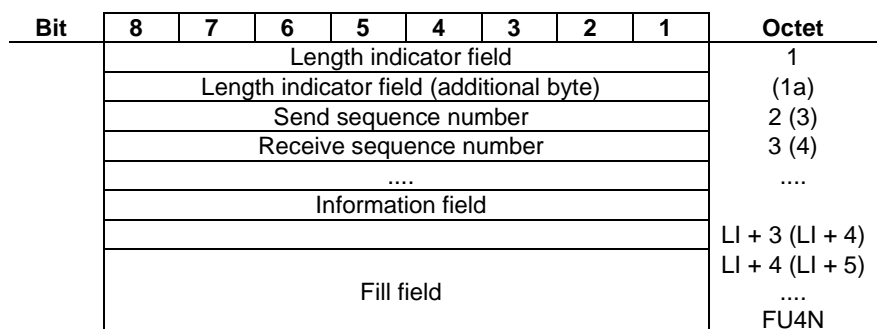 Bit 8 7 6 5 4 3 2 1 Octet
Length indicator field 1
Length indicator field (additional byte) (1a)
Send sequence number 2 (3)
Receive sequence number 3 (4)
.... ....
Information field
LI + 3 (LI + 4)
LI + 4 (LI + 5)
Fill field ....
FU4N